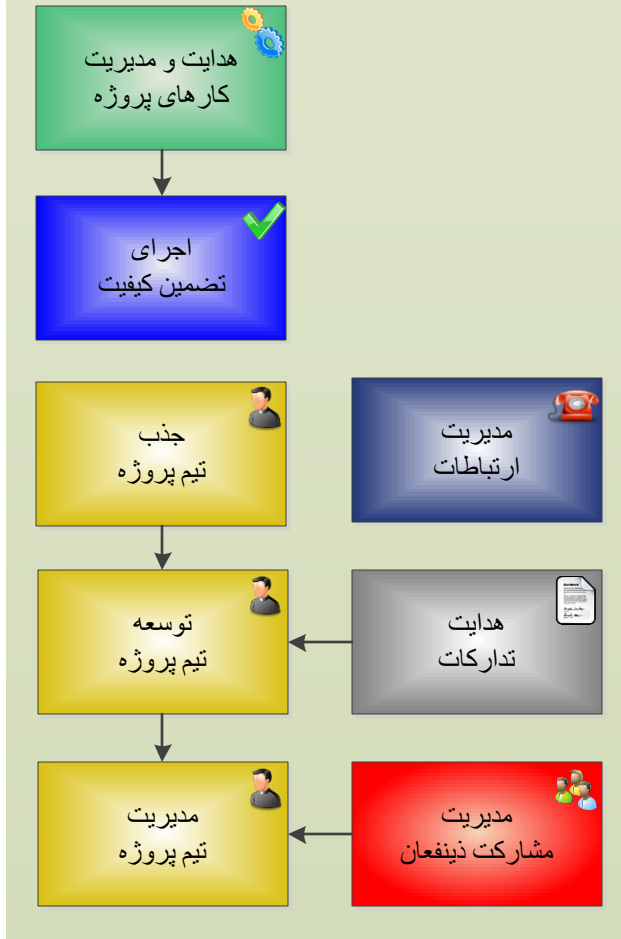 هدایت و مدیریت
کارهای پروژه
اجرای
تضمین کیفیت
جذب
تیم پروژه
مدیریت
ارتباطات
توسعه
تیم پروژه
هدایت
تدارکات
مدیریت
تیم پروژه
مدیریت
مشارکت ذینفعان